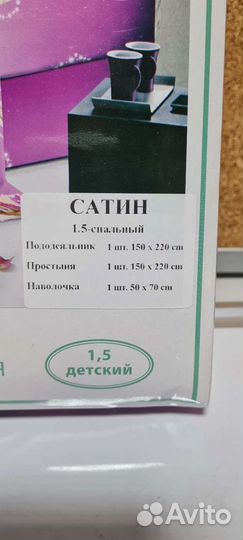 САТИН
1.5-спальный
Пододеяльник 1 шт. 150 x 220 cm
Простыня 1 шт. 150 x 220 cm
Наволочка 1 шт. 50 x 70 cm
1,5
детский
Avito